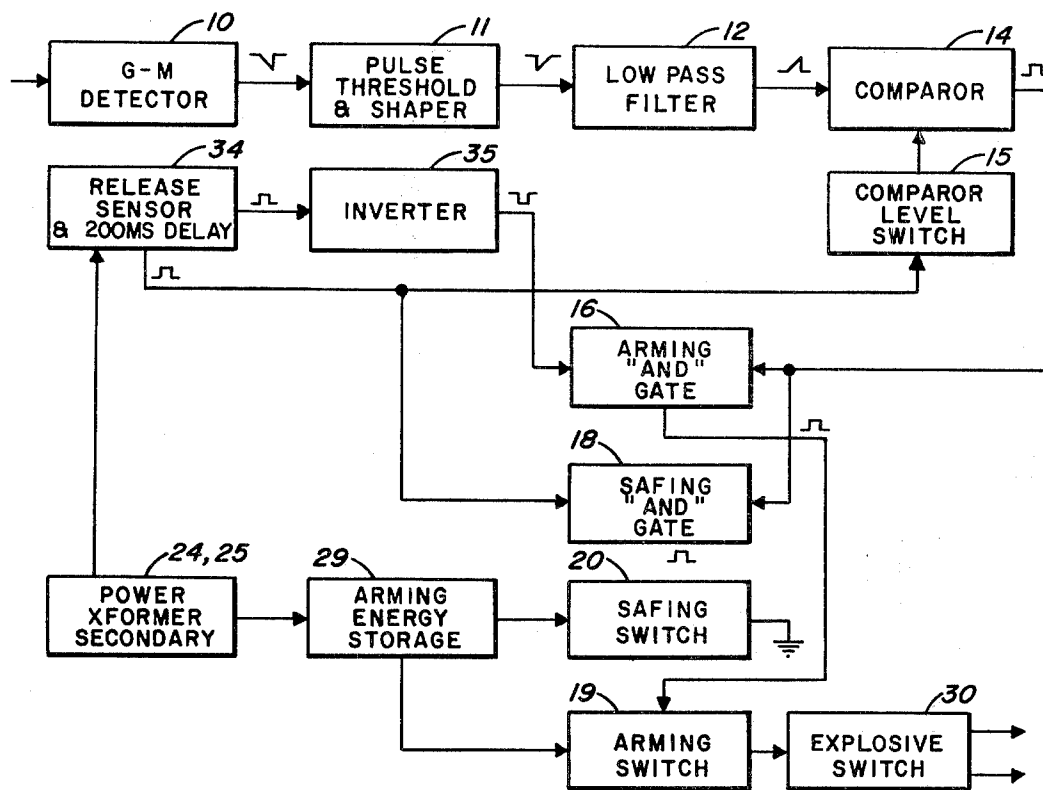 10
G-M
DETECTOR
11
PULSE
THRESHOLD
& SHAPER
12
LOW PASS
FILTER
14
COMPAROR
34
RELEASE
SENSOR
& 200MS DELAY
35
INVERTER
15
COMPAROR
LEVEL
SWITCH
16
ARMING
"AND"
GATE
18
SAFING
"AND"
GATE
24, 25
POWER
XFORMER
SECONDARY
29
ARMING
ENERGY
STORAGE
20
SAFING
SWITCH
19
ARMING
SWITCH
30
EXPLOSIVE
SWITCH